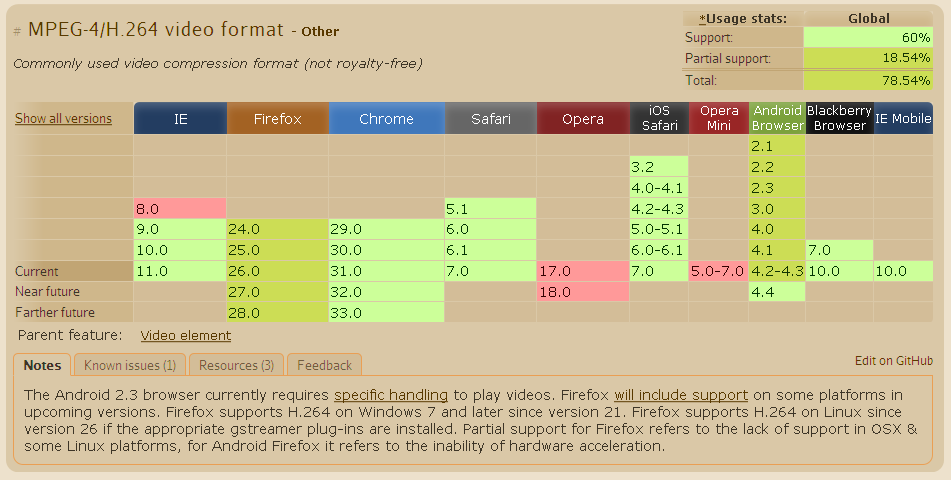 # MPEG-4/H.264 video format - Other
*Usage stats: Global
Support: 60%
Partial support: 18.54%
Total: 78.54%
Commonly used video compression format (not royalty-free)
Show all versions IE Firefox Chrome Safari Opera iOS Safari Opera Mini Android Browser Blackberry Browser IE Mobile
2.1
3.2 2.2
4.0-4.1 2.3
8.0 5.1 4.2-4.3 3.0
9.0 24.0 29.0 6.0 5.0-5.1 4.0
10.0 25.0 30.0 6.1 6.0-6.1 4.1 7.0
Current 11.0 26.0 31.0 7.0 17.0 7.0 5.0-7.0 4.2-4.3 10.0 10.0
Near future 27.0 32.0 18.0 4.4
Farther future 28.0 33.0
Parent feature: Video element
Notes Known issues (1) Resources (3) Feedback Edit on GitHub
The Android 2.3 browser currently requires specific handling to play videos. Firefox will include support on some platforms in
upcoming versions. Firefox supports H.264 on Windows 7 and later since version 21. Firefox supports H.264 on Linux since
version 26 if the appropriate gstreamer plug-ins are installed. Partial support for Firefox refers to the lack of support in OSX &
some Linux platforms, for Android Firefox it refers to the inability of hardware acceleration.